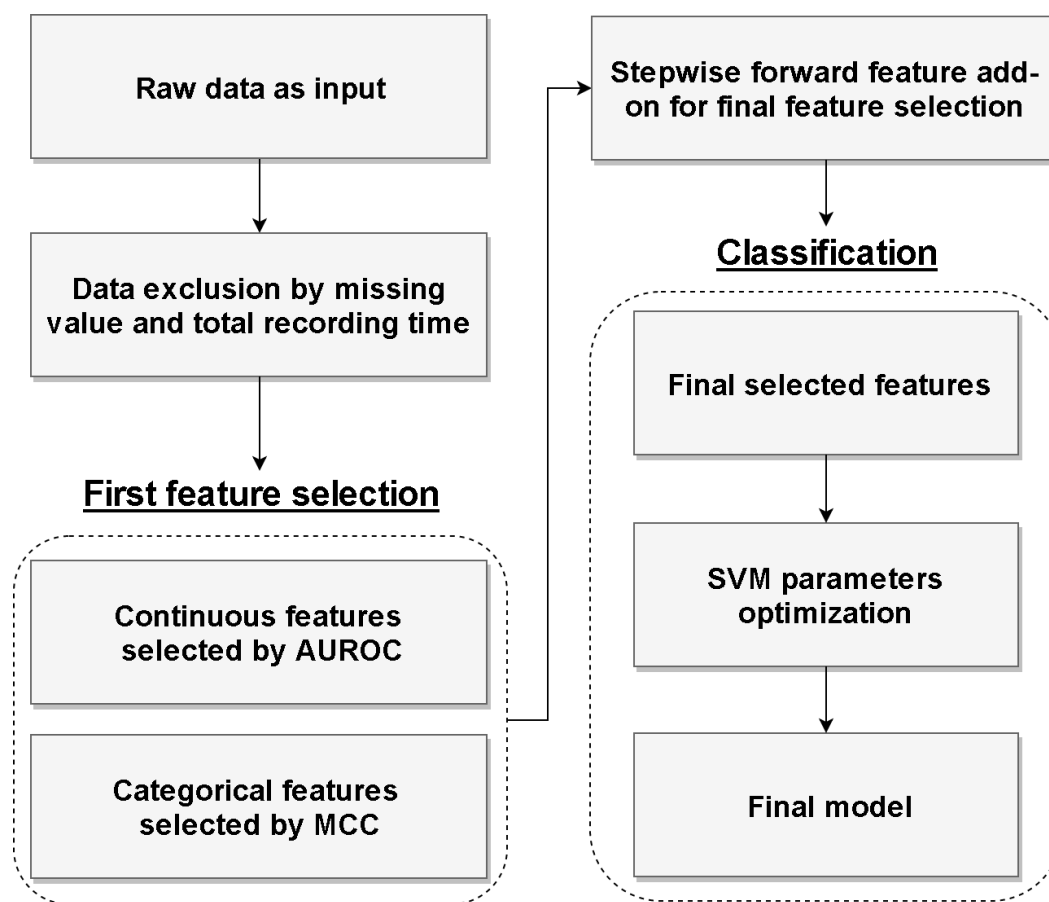 Raw data as input
Data exclusion by missing
value and total recording time
First feature selection
Continuous features
selected by AUROC
Categorical features
selected by MCC
Stepwise forward feature add-
on for final feature selection
Classification
Final selected features
SVM parameters
optimization
Final model